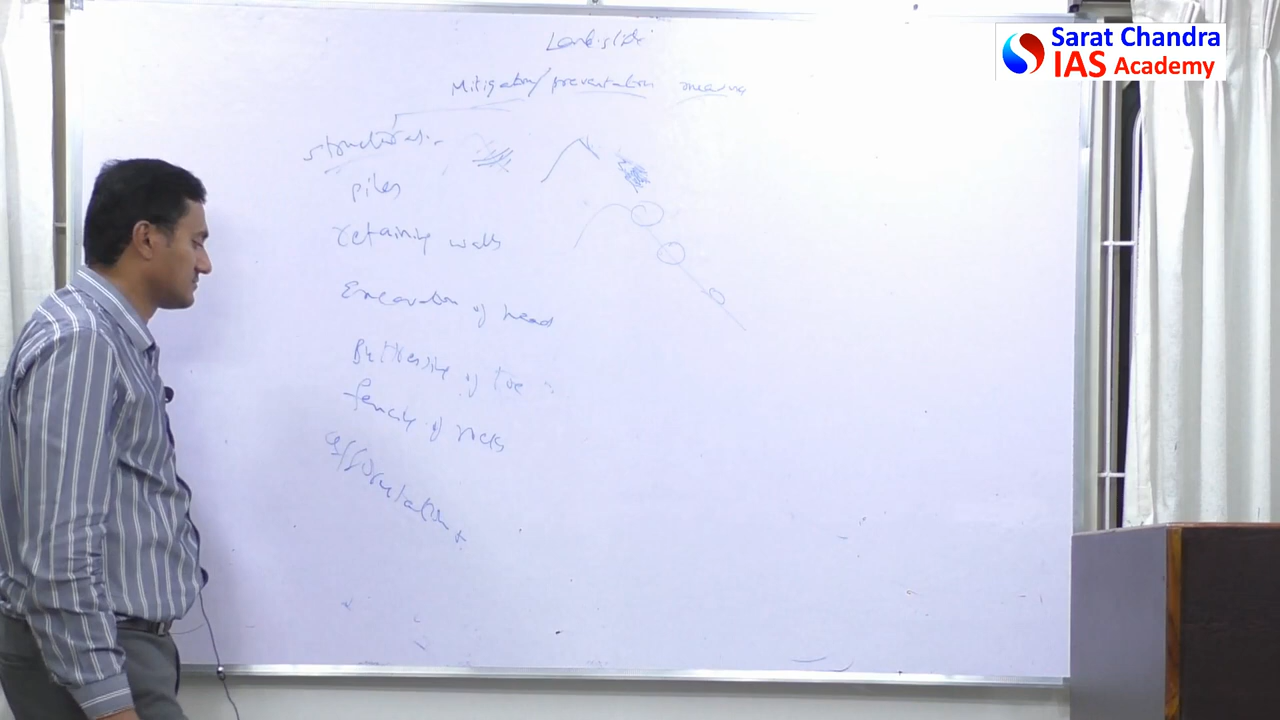 Sarat Chandra
IAS Academy
Landslide
Mitigation/prevention measures
structural:-
piles
retaining walls
Excavation of head
Buttressing of toe
fencing of rocks
afforestation